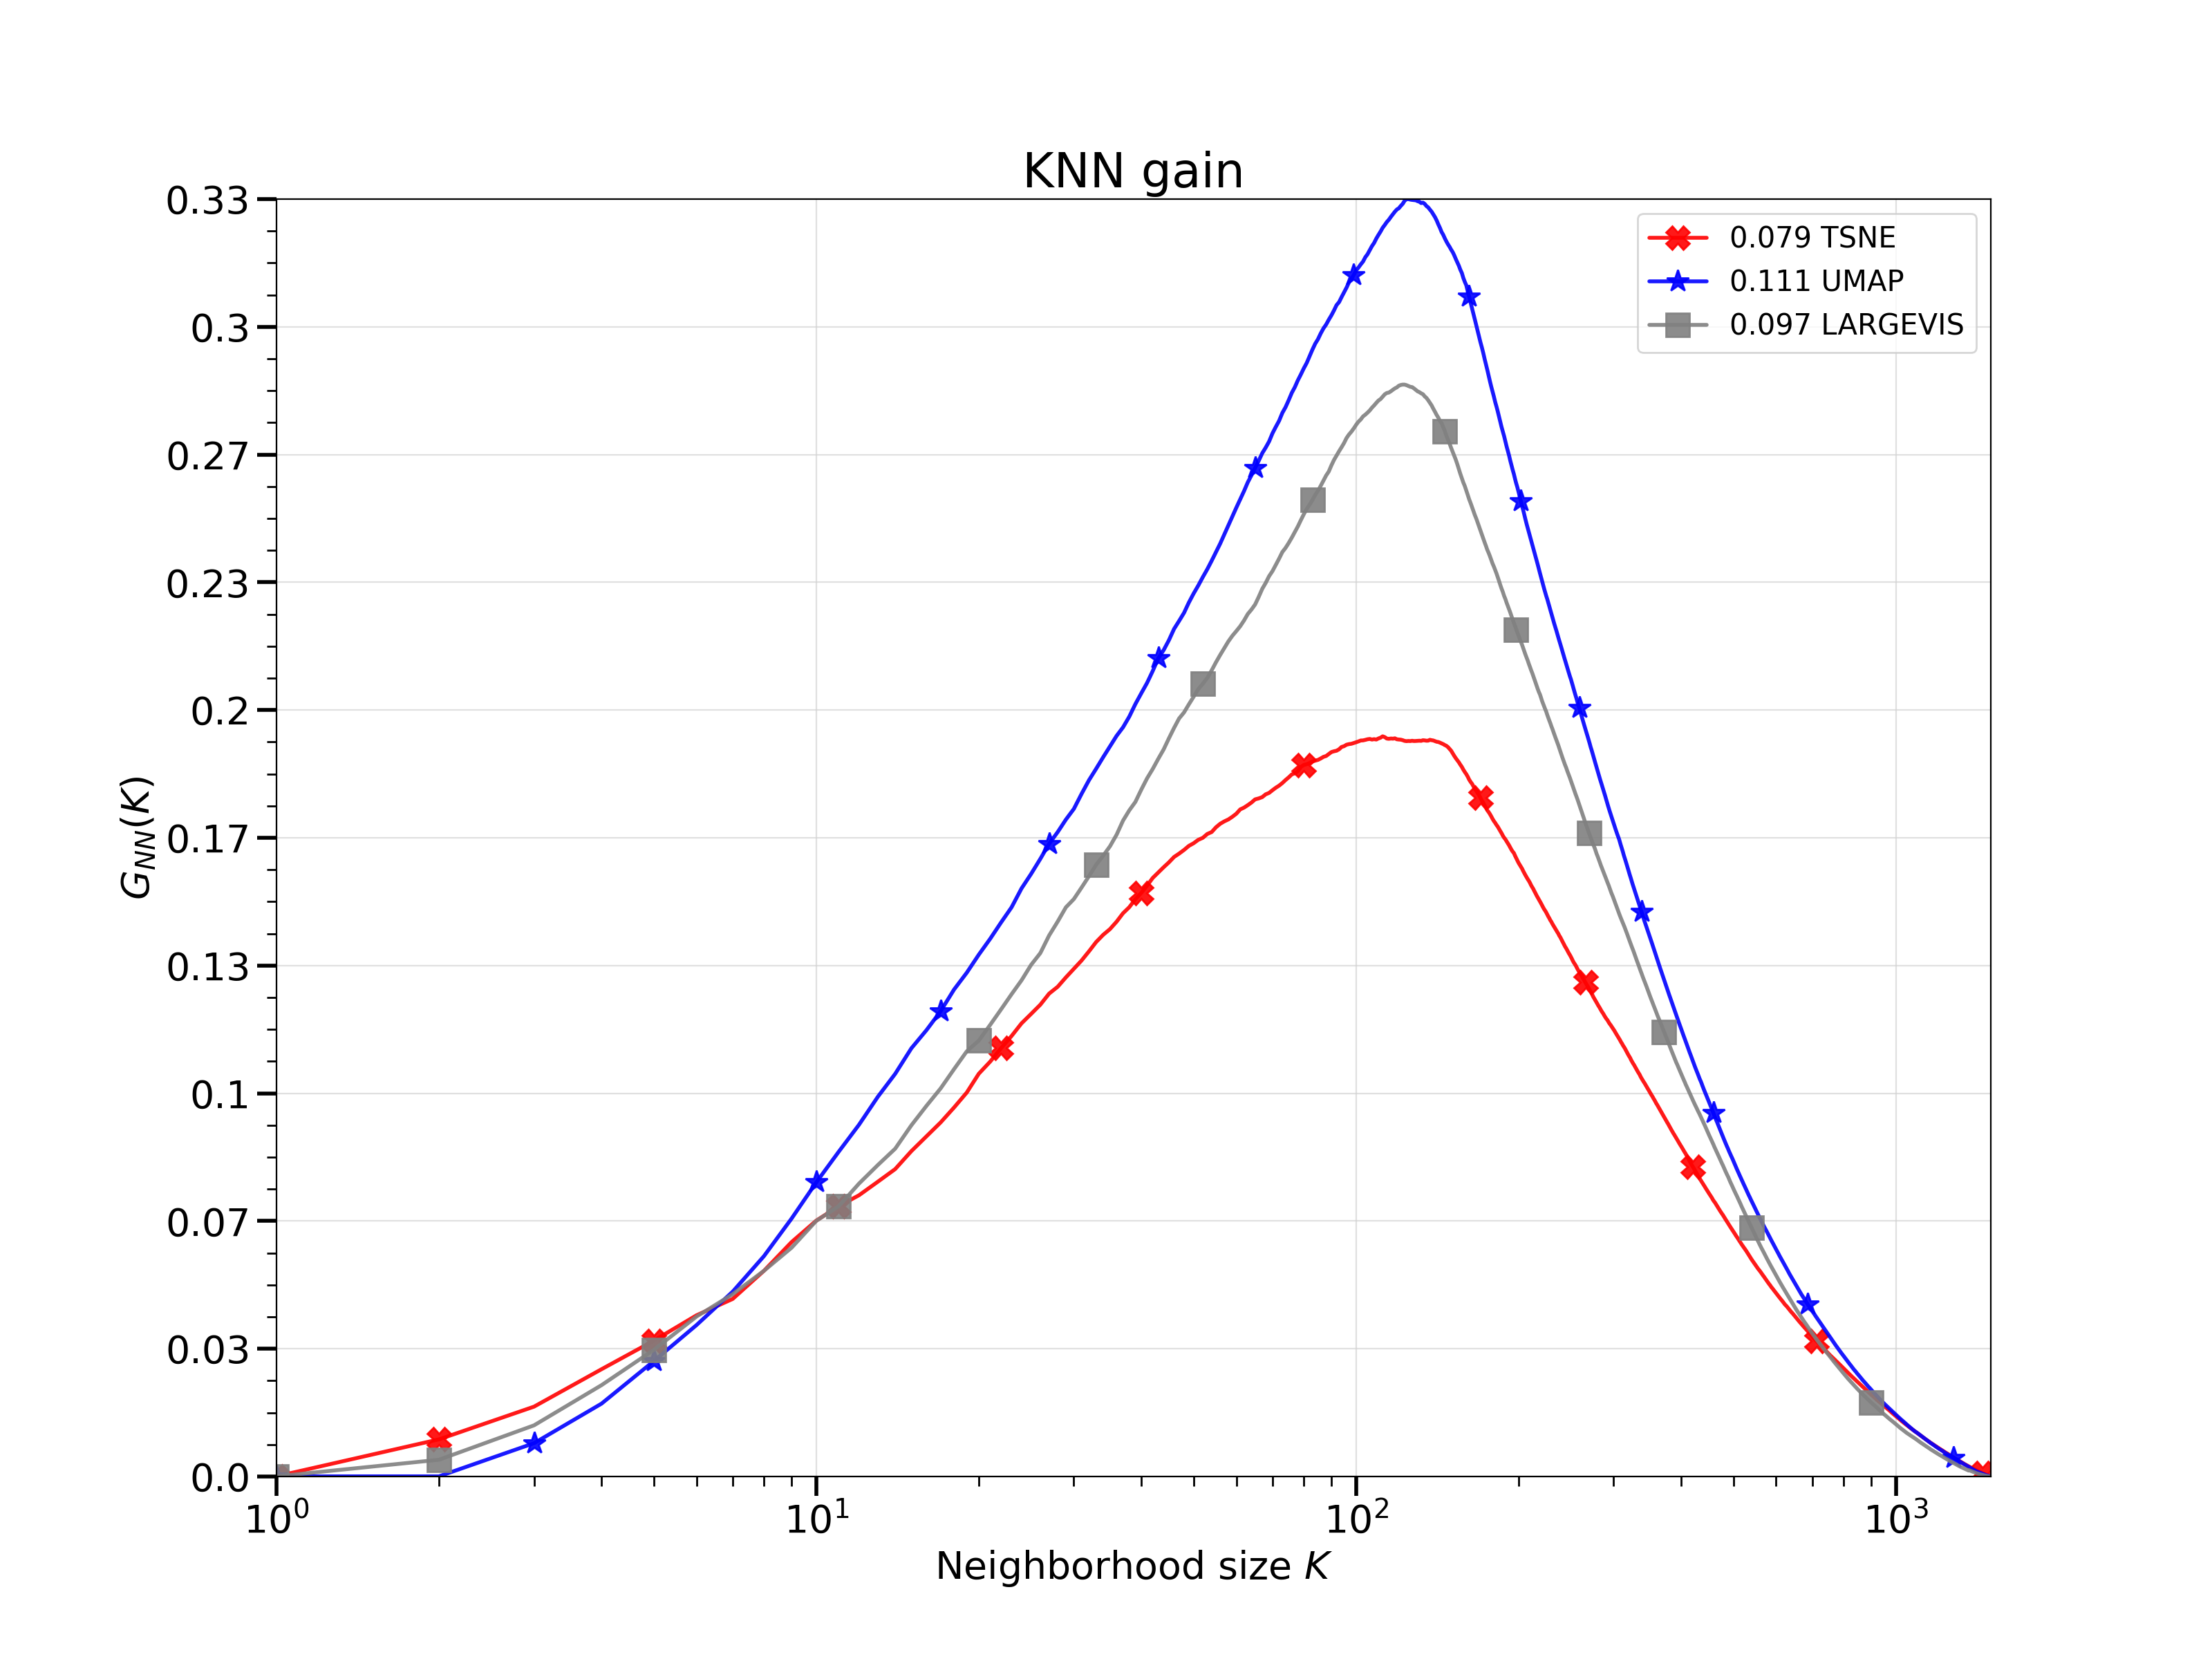 KNN gain
0.33
0.3
0.27
0.23
0.2
0.17
0.13
0.1
0.07
0.03
0.0
G_{NN}(K)
0.079 TSNE
0.111 UMAP
0.097 LARGEVIS
10^0 10^1 10^2 10^3
Neighborhood size K